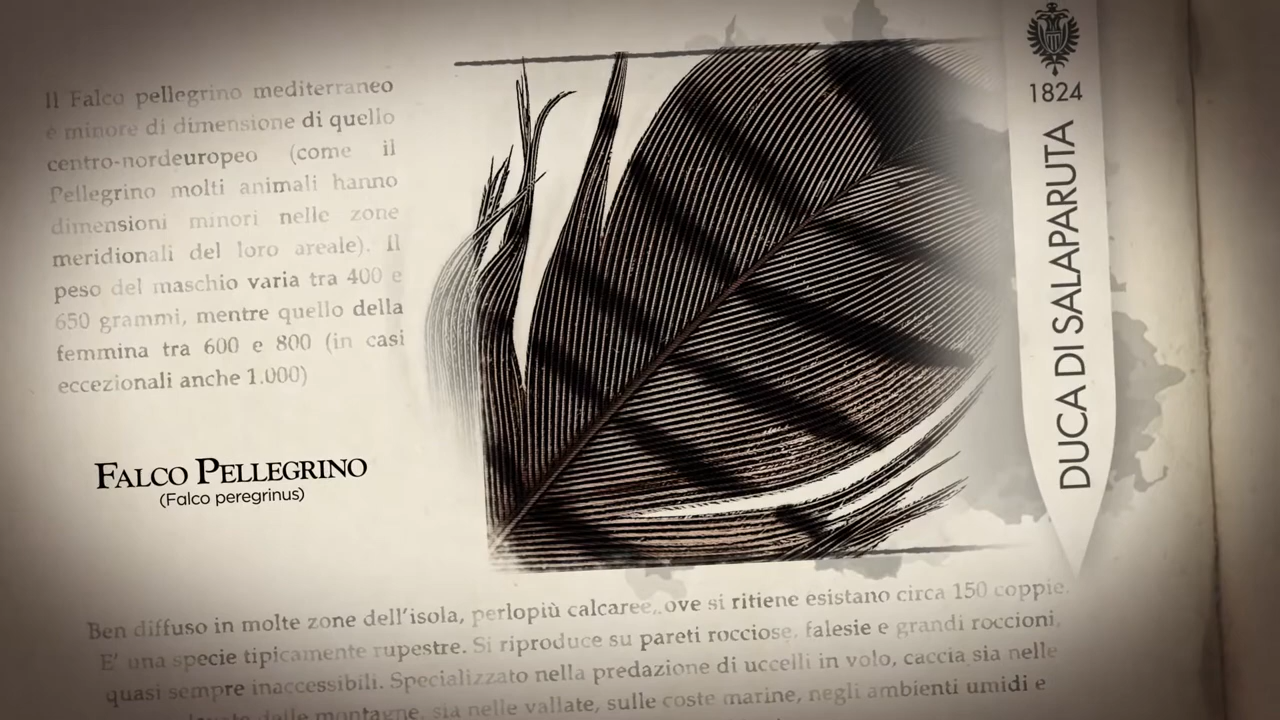 Il Falco pellegrino mediterraneo
è minore di dimensione di quello
centro-nordeuropeo (come il
Pellegrino molti animali hanno
dimensioni minori nelle zone
meridionali del loro areale). Il
peso del maschio varia tra 400 e
650 grammi, mentre quello della
femmina tra 600 e 800 (in casi
eccezionali anche 1.000)
FALCO PELLEGRINO
(Falco peregrinus)
1824
DUCA DI SALAPARUTA
Ben diffuso in molte zone dell'isola, perlopiù calcaree, ove si ritiene esistano circa 150 coppie.
E' una specie tipicamente rupestre. Si riproduce su pareti rocciose, falesie e grandi roccioni,
quasi sempre inaccessibili. Specializzato nella predazione di uccelli in volo, caccia sia nelle
dalle montagne, sia nelle vallate, sulle coste marine, negli ambienti umidi e